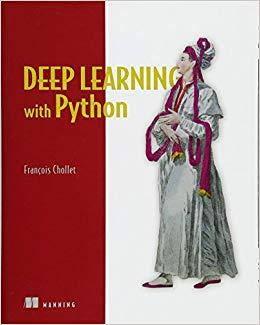 DEEP LEARNING
with Python
François Chollet
MANNING